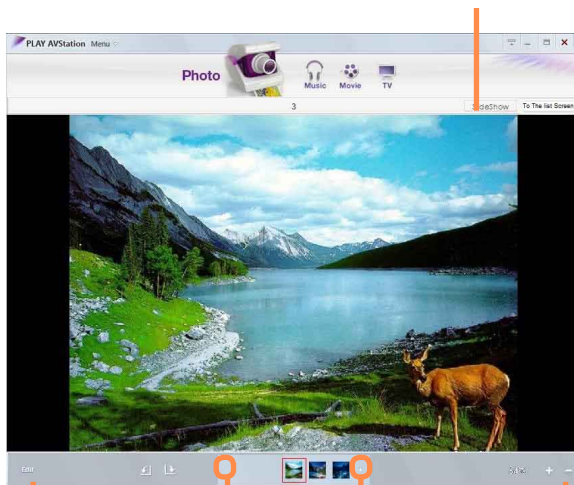 PLAY AVStation Menu
Photo
Music Movie TV
3
SlideShow To The list Screen
Edit